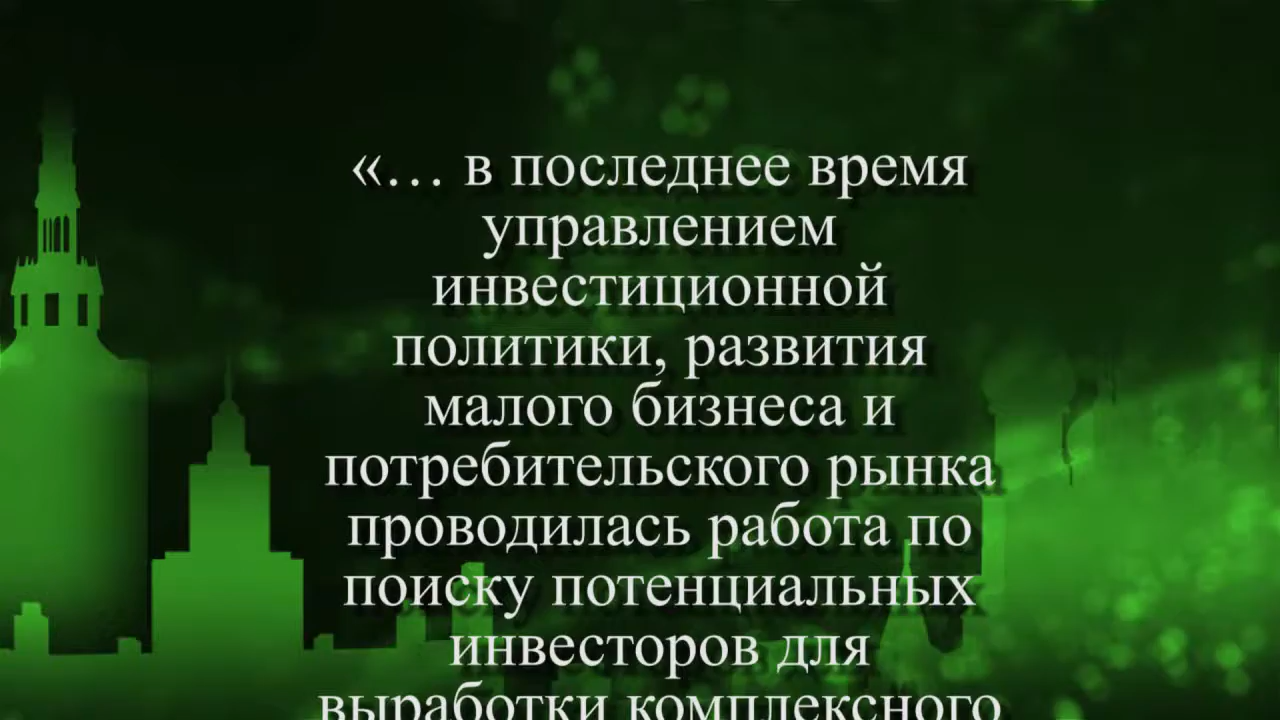 «… в последнее время
управлением
инвестиционной
политики, развития
малого бизнеса и
потребительского рынка
проводилась работа по
поиску потенциальных
инвесторов для
выработки комплексного